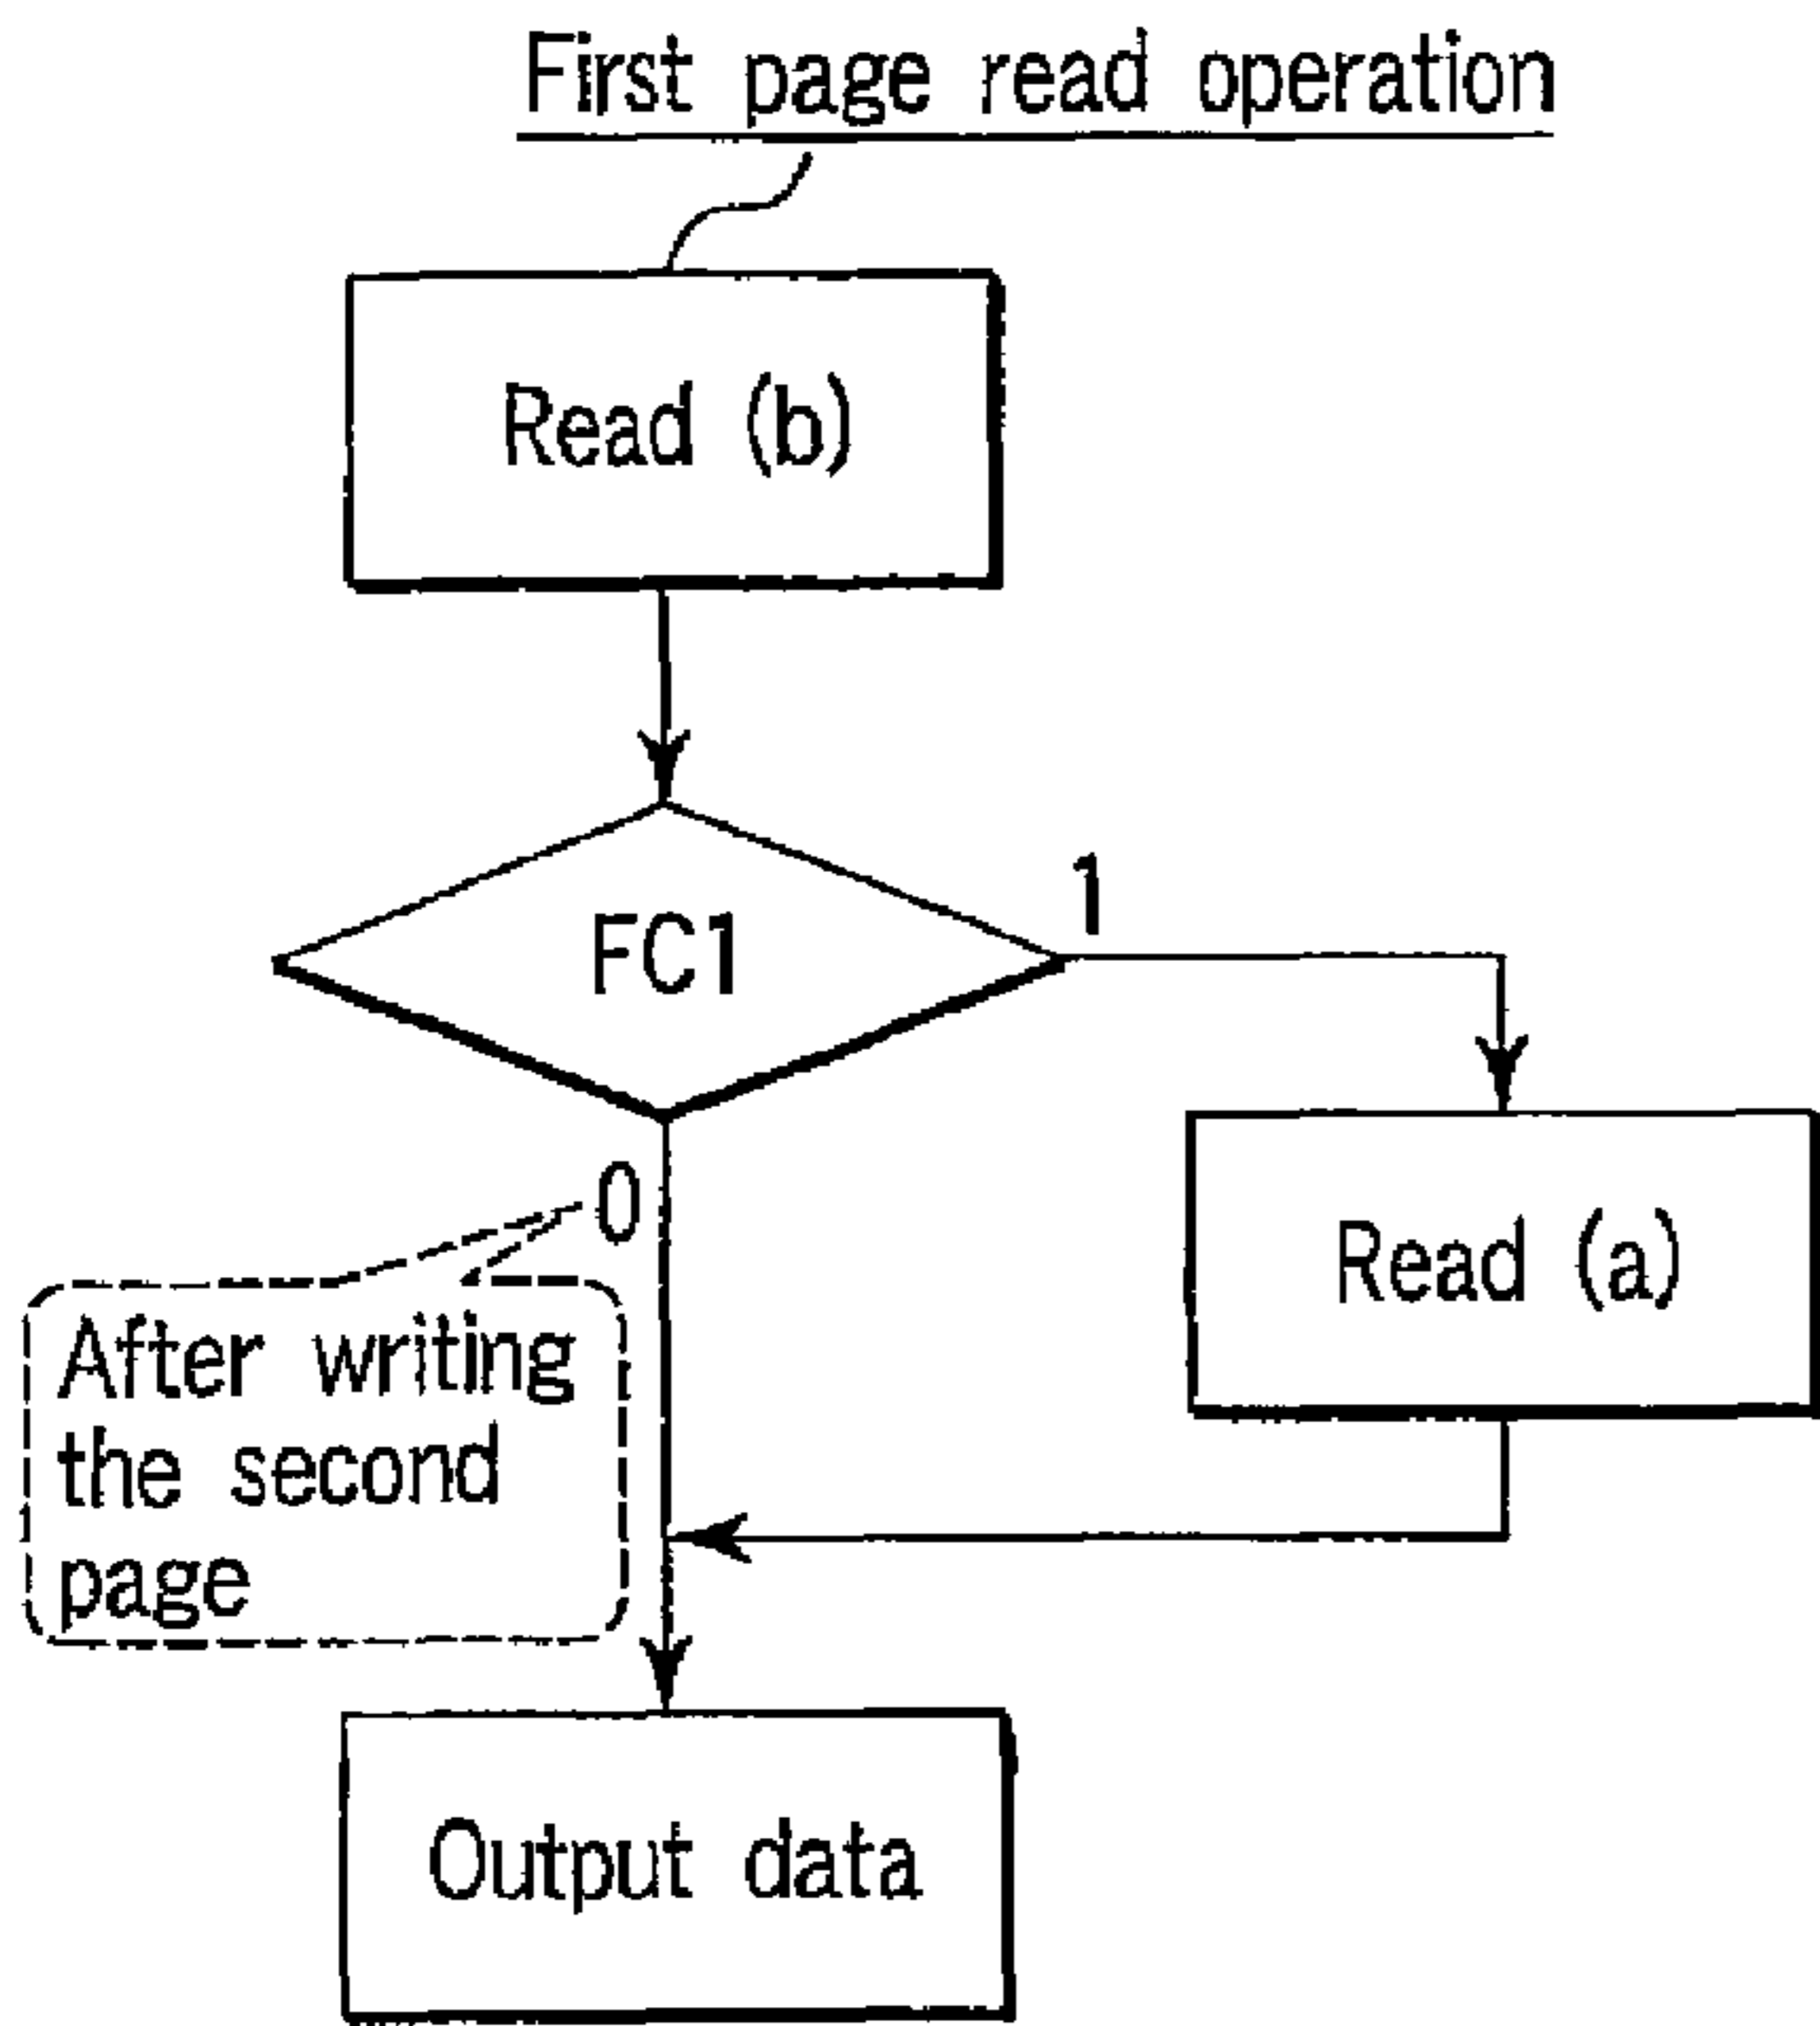 First page read operation
Read (b)
FC1
1
0
After writing
the second
page
Read (a)
Output data